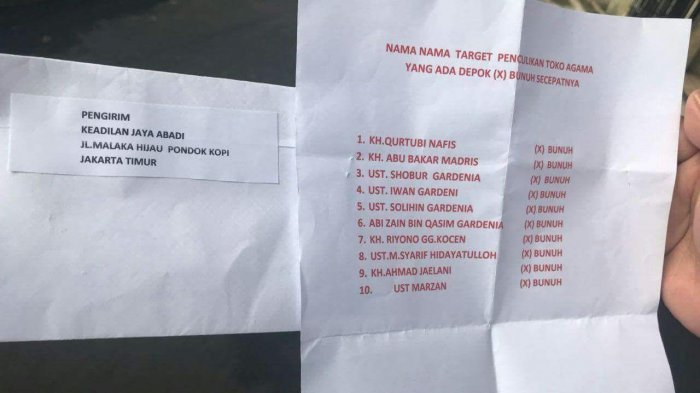 PENGIRIM
KEADILAN JAYA ABADI
JL.MALAKA HIJAU PONDOK KOPI
JAKARTA TIMUR
NAMA NAMA TARGET PENCULIKAN TOKO AGAMA
YANG ADA DEPOK (X) BUNUH SECEPATNYA
1. KH.QURTUBI NAFIS (X) BUNUH
2. KH. ABU BAKAR MADRIS (X) BUNUH
3. UST. SHOBUR GARDENIA (X) BUNUH
4. UST. IWAN GARDENI (X) BUNUH
5. UST. SOLIHIN GARDENIA (X) BUNUH
6. ABI ZAIN BIN QASIM GARDENIA (X) BUNUH
7. KH. RIYONO GG.KOCEN (X) BUNUH
8. UST.M.SYARIF HIDAYATULLOH (X) BUNUH
9. KH.AHMAD JAELANI (X) BUNUH
10. UST MARZAN (X) BUNUH